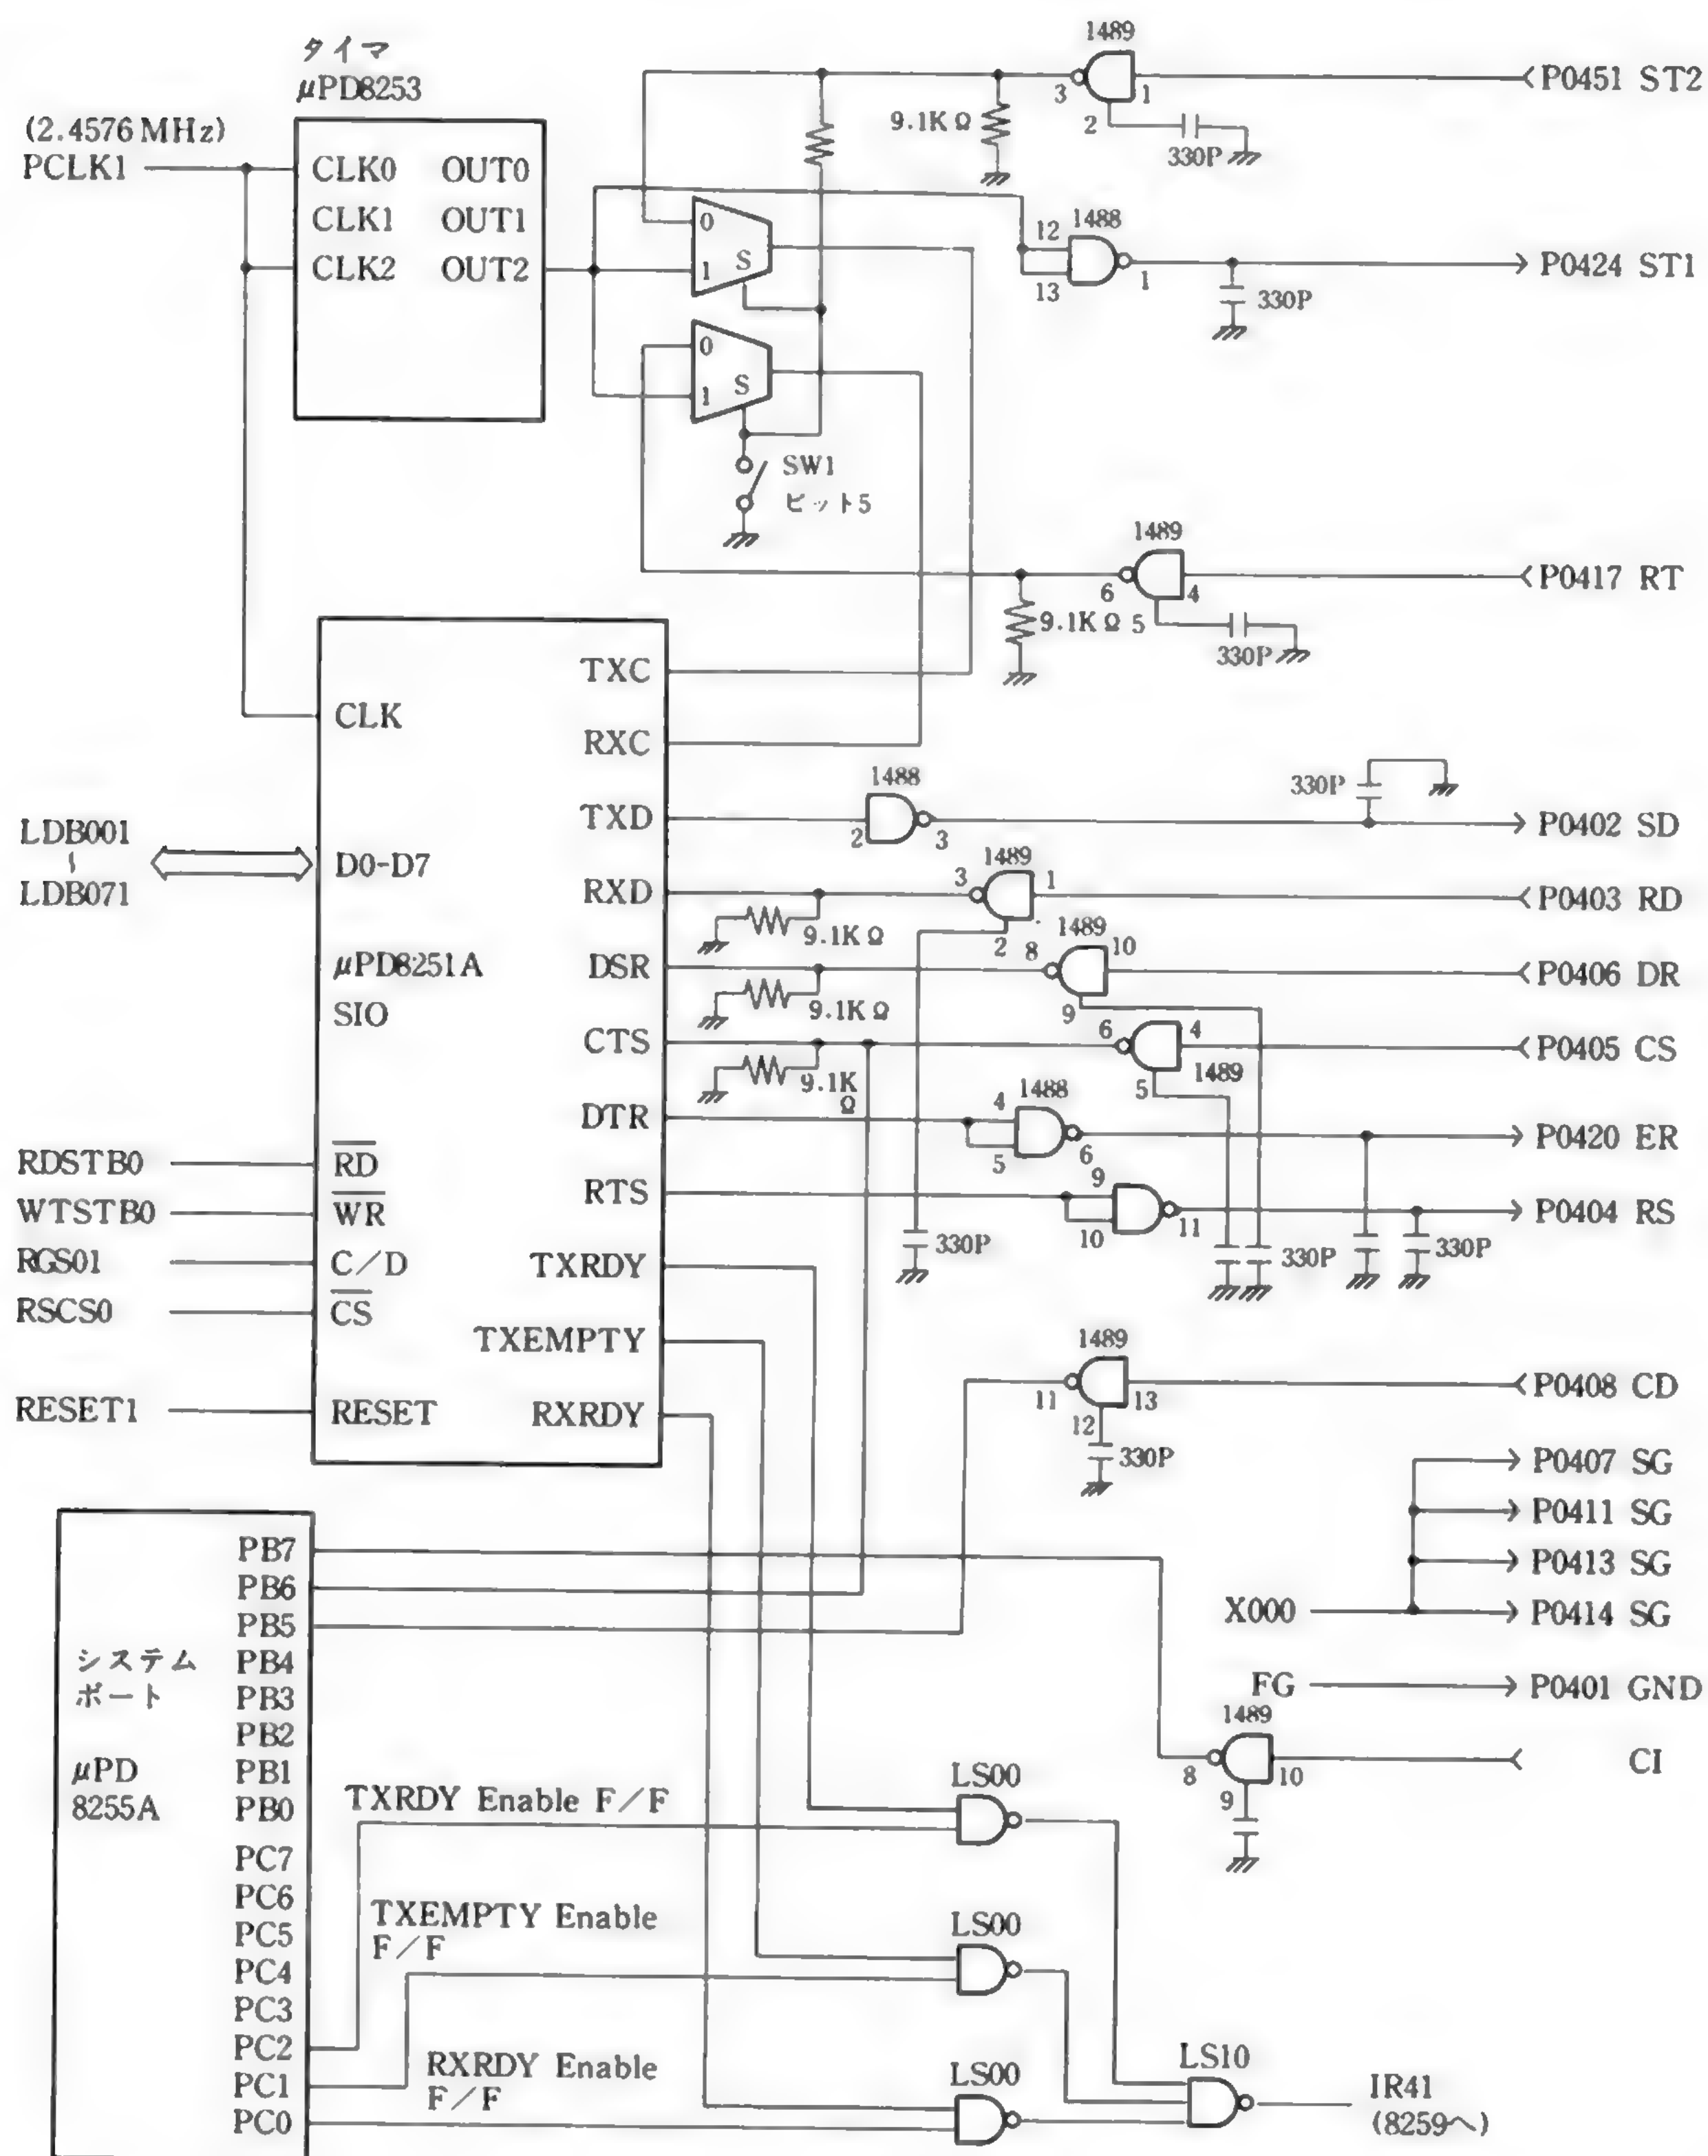 タイマ
μPD8253
(2.4576MHz)
PCLK1
CLK0 OUT0
CLK1 OUT1
CLK2 OUT2
1489
3
1
2
9.1KΩ
330P
P0451 ST2
1488
12
13
1
330P
P0424 ST1
0
1
S
0
1
S
SW1
ビット5
1489
6
4
5
9.1KΩ
330P
P0417 RT
CLK
D0-D7
μPD8251A
SIO
RD
WR
C/D
CS
RESET
TXC
RXC
TXD
RXD
DSR
CTS
DTR
RTS
TXRDY
TXEMPTY
RXRDY
LDB001
~
LDB071
RDSTB0
WTSTB0
RGS01
RSCS0
RESET1
1488
2
3
330P
P0402 SD
1489
3
1
2
9.1KΩ
P0403 RD
1489
8
10
9
9.1KΩ
P0406 DR
6
4
5
1489
9.1K
Ω
P0405 CS
1488
4
5
6
P0420 ER
9
10
11
P0404 RS
330P
330P
330P
1489
11
13
12
330P
P0408 CD
P0407 SG
P0411 SG
P0413 SG
X000
P0414 SG
FG
P0401 GND
1489
8
10
9
CI
システム
ポート
μPD
8255A
PB7
PB6
PB5
PB4
PB3
PB2
PB1
PB0
PC7
PC6
PC5
PC4
PC3
PC2
PC1
PC0
TXRDY Enable F/F
LS00
TXEMPTY Enable
F/F
LS00
RXRDY Enable
F/F
LS00
LS10
IR41
(8259へ)